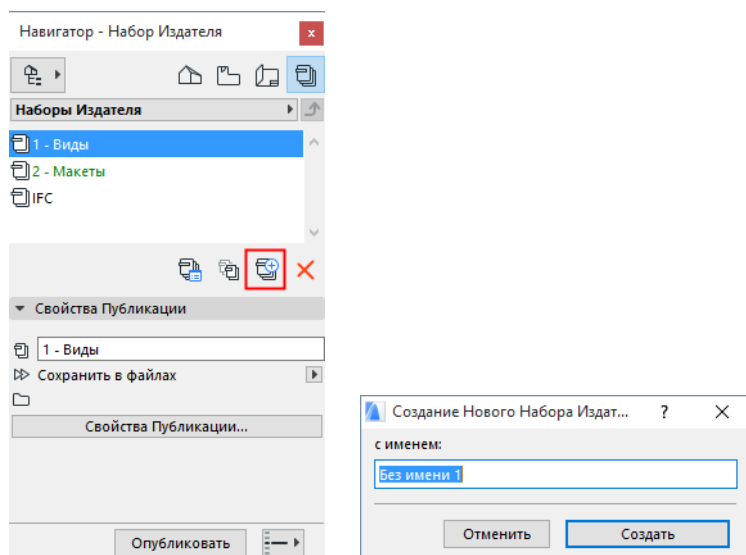 Навигатор - Набор Издателя
Наборы Издателя
1 - Виды
2 - Макеты
IFC
Свойства Публикации
1 - Виды
Сохранить в файлах
Свойства Публикации...
Опубликовать
Создание Нового Набора Издат...
с именем:
Без имени 1
Отменить
Создать